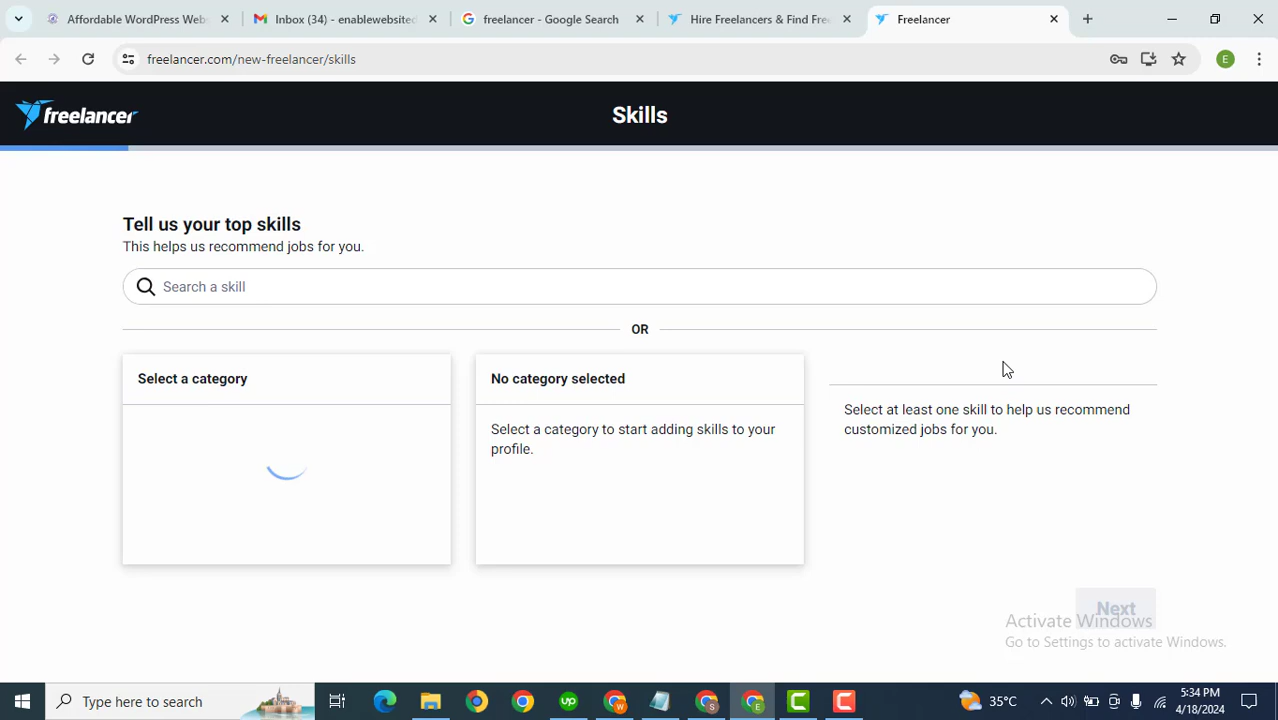 Affordable WordPress Web
Inbox (34) - enablewebsited
freelancer - Google Search
Hire Freelancers & Find Free
Freelancer
freelancer.com/new-freelancer/skills
E
freelancer
Skills
Tell us your top skills
This helps us recommend jobs for you.
Search a skill
OR
Select a category
No category selected
Select a category to start adding skills to your
profile.
Select at least one skill to help us recommend
customized jobs for you.
Next
Activate Windows
Go to Settings to activate Windows.
Type here to search
35°C
5:34 PM
4/18/2024